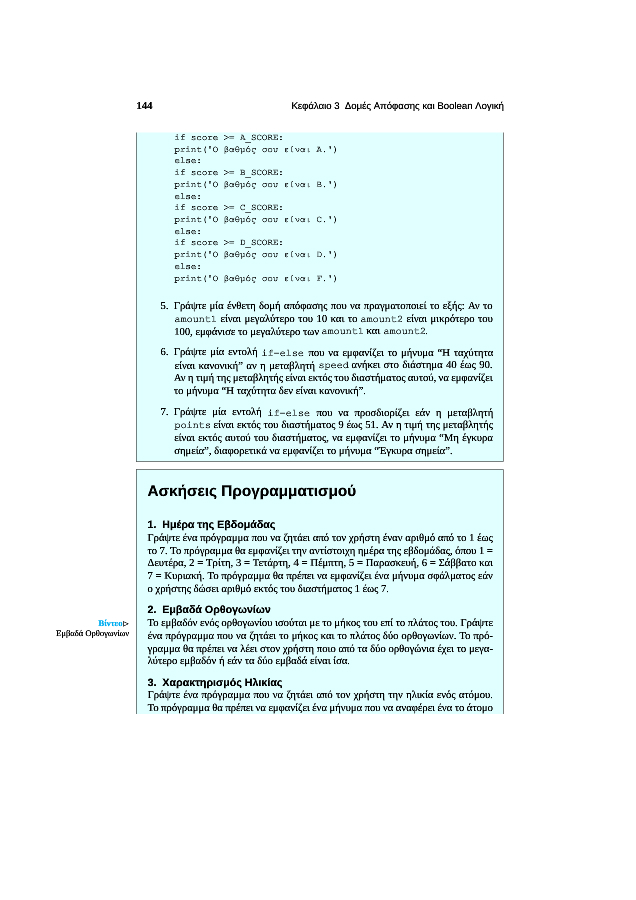 144
Κεφάλαιο 3 Δομές Απόφασης και Boolean Λογική
if score >= A_SCORE:
print('Ο βαθμός σου είναι A.')
else:
if score >= B_SCORE:
print('Ο βαθμός σου είναι B.')
else:
if score >= C_SCORE:
print('Ο βαθμός σου είναι C.')
else:
if score >= D_SCORE:
print('Ο βαθμός σου είναι D.')
else:
print('Ο βαθμός σου είναι F.')
5. Γράψτε μία ένθετη δομή απόφασης που να πραγματοποιεί το εξής: Αν το
amount1 είναι μεγαλύτερο του 10 και το amount2 είναι μικρότερο του
100, εμφάνισε το μεγαλύτερο των amount1 και amount2.
6. Γράψτε μία εντολή if-else που να εμφανίζει το μήνυμα “Η ταχύτητα
είναι κανονική” αν η μεταβλητή speed ανήκει στο διάστημα 40 έως 90.
Αν η τιμή της μεταβλητής είναι εκτός του διαστήματος αυτού, να εμφανίζει
το μήνυμα “Η ταχύτητα δεν είναι κανονική”.
7. Γράψτε μία εντολή if-else που να προσδιορίζει εάν η μεταβλητή
points είναι εκτός του διαστήματος 9 έως 51. Αν η τιμή της μεταβλητής
είναι εκτός αυτού του διαστήματος, να εμφανίζει το μήνυμα “Μη έγκυρα
σημεία”, διαφορετικά να εμφανίζει το μήνυμα “Έγκυρα σημεία”.
Ασκήσεις Προγραμματισμού
1. Ημέρα της Εβδομάδας
Γράψτε ένα πρόγραμμα που να ζητάει από τον χρήστη έναν αριθμό από το 1 έως
το 7. Το πρόγραμμα θα εμφανίζει την αντίστοιχη ημέρα της εβδομάδας, όπου 1 =
Δευτέρα, 2 = Τρίτη, 3 = Τετάρτη, 4 = Πέμπτη, 5 = Παρασκευή, 6 = Σάββατο και
7 = Κυριακή. Το πρόγραμμα θα πρέπει να εμφανίζει ένα μήνυμα σφάλματος εάν
ο χρήστης δώσει αριθμό εκτός του διαστήματος 1 έως 7.
2. Εμβαδά Ορθογωνίων
Βίντεο▷
Εμβαδά Ορθογωνίων
Το εμβαδόν ενός ορθογωνίου ισούται με το μήκος του επί το πλάτος του. Γράψτε
ένα πρόγραμμα που να ζητάει το μήκος και το πλάτος δύο ορθογωνίων. Το πρό-
γραμμα θα πρέπει να λέει στον χρήστη ποιο από τα δύο ορθογώνια έχει το μεγα-
λύτερο εμβαδόν ή εάν τα δύο εμβαδά είναι ίσα.
3. Χαρακτηρισμός Ηλικίας
Γράψτε ένα πρόγραμμα που να ζητάει από τον χρήστη την ηλικία ενός ατόμου.
Το πρόγραμμα θα πρέπει να εμφανίζει ένα μήνυμα που να αναφέρει ένα το άτομο